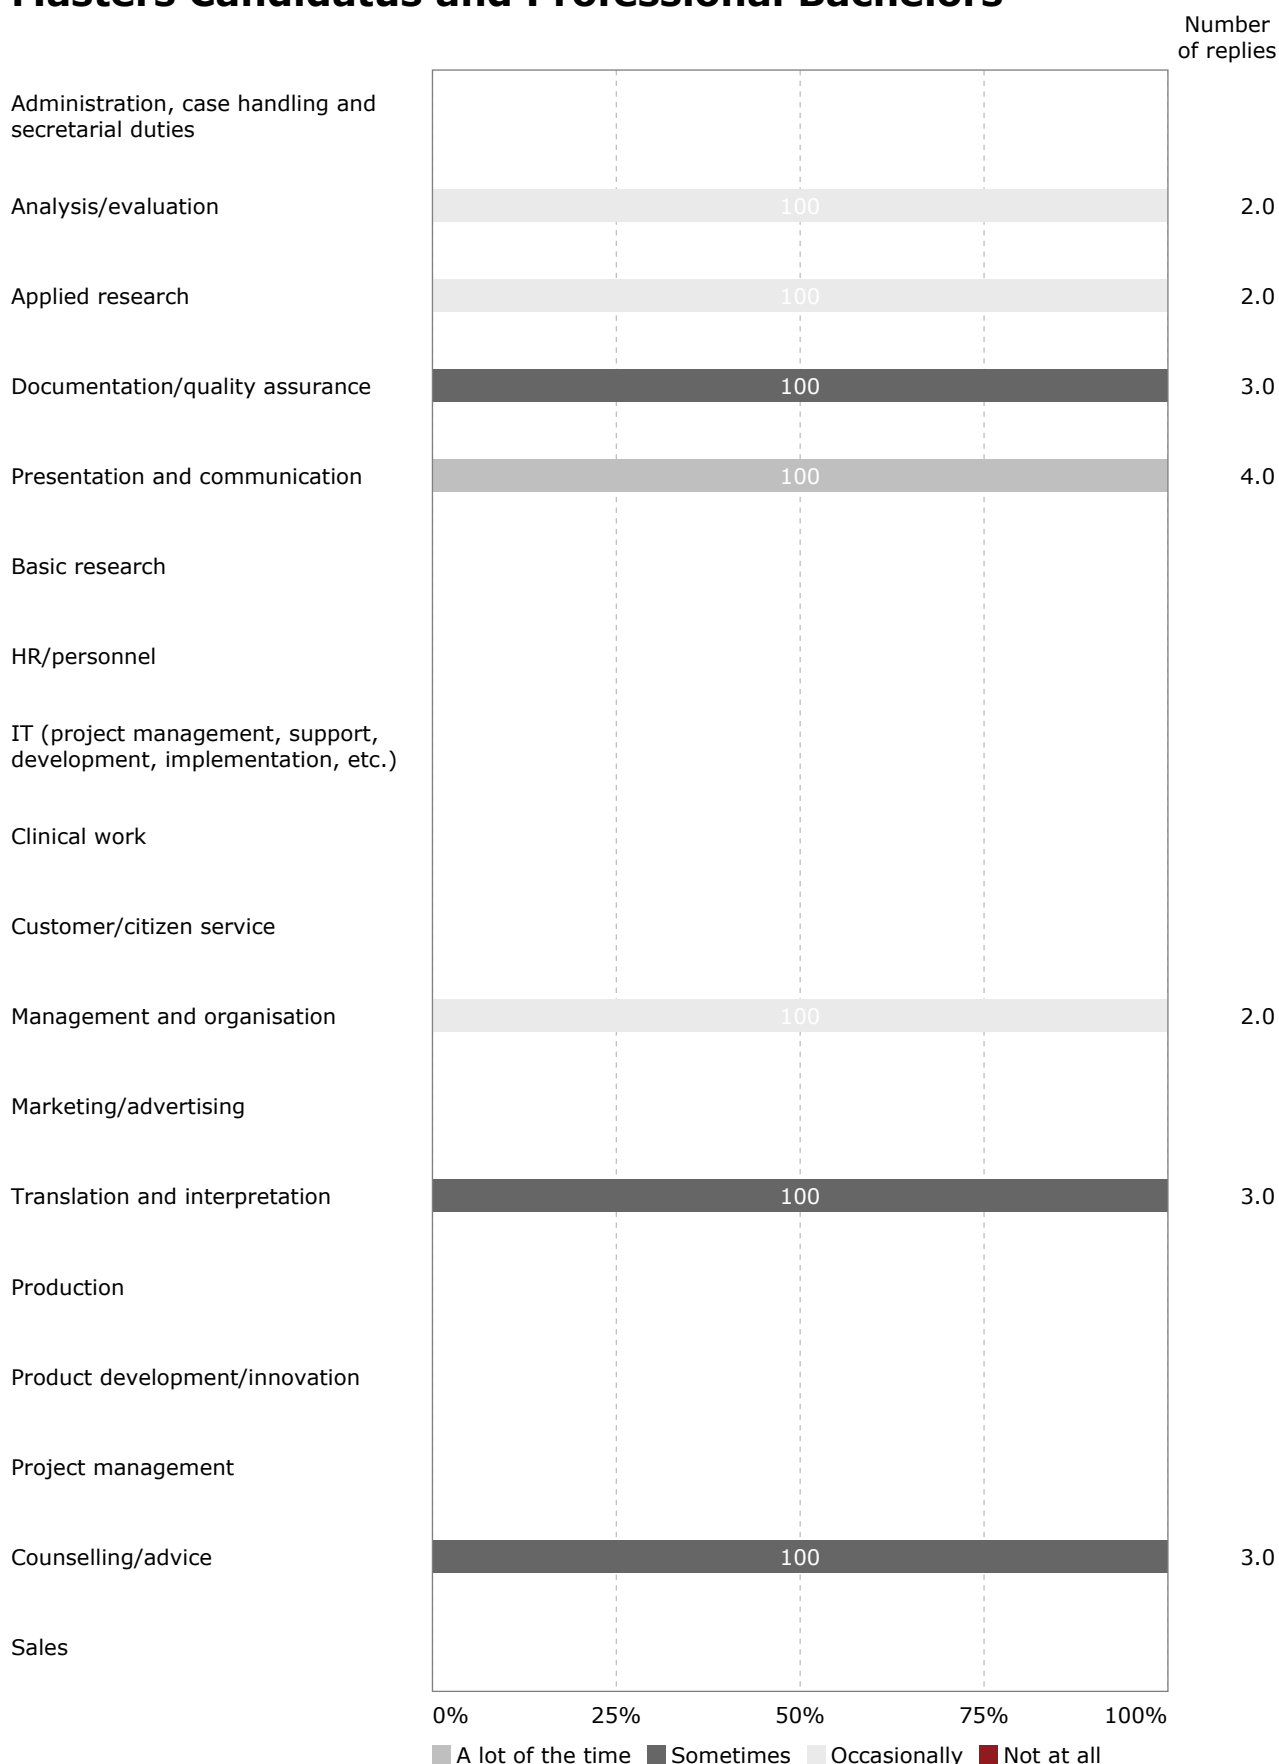 Masters Candidatus and Professional Bachelors
Number
of replies
Administration, case handling and
secretarial duties
Analysis/evaluation 100 2.0
Applied research 100 2.0
Documentation/quality assurance 100 3.0
Presentation and communication 100 4.0
Basic research
HR/personnel
IT (project management, support,
development, implementation, etc.)
Clinical work
Customer/citizen service
Management and organisation 100 2.0
Marketing/advertising
Translation and interpretation 100 3.0
Production
Product development/innovation
Project management
Counselling/advice 100 3.0
Sales
0% 25% 50% 75% 100%
A lot of the time Sometimes Occasionally Not at all